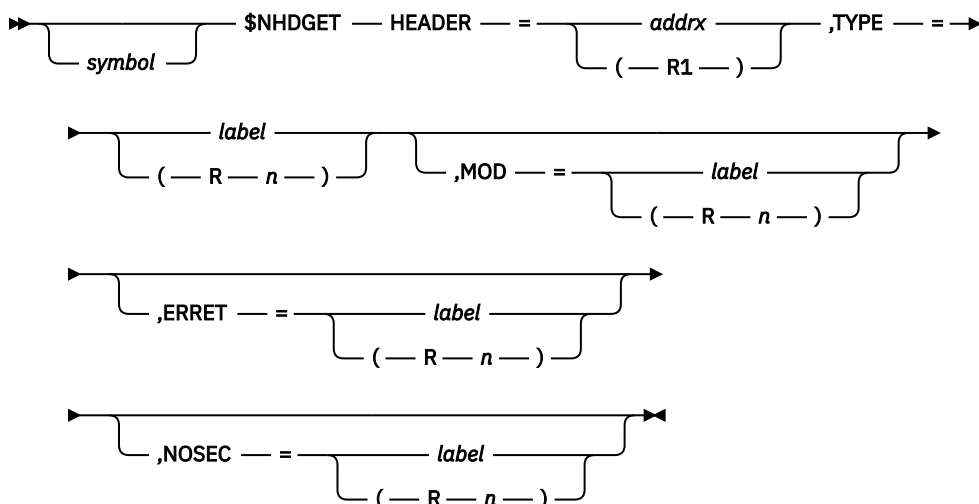 $NHDGET HEADER = addrx ,TYPE =
symbol ( R1 )
label
( R n ) ,MOD = label
( R n )
,ERRET = label
( R n )
,NOSEC = label
( R n )